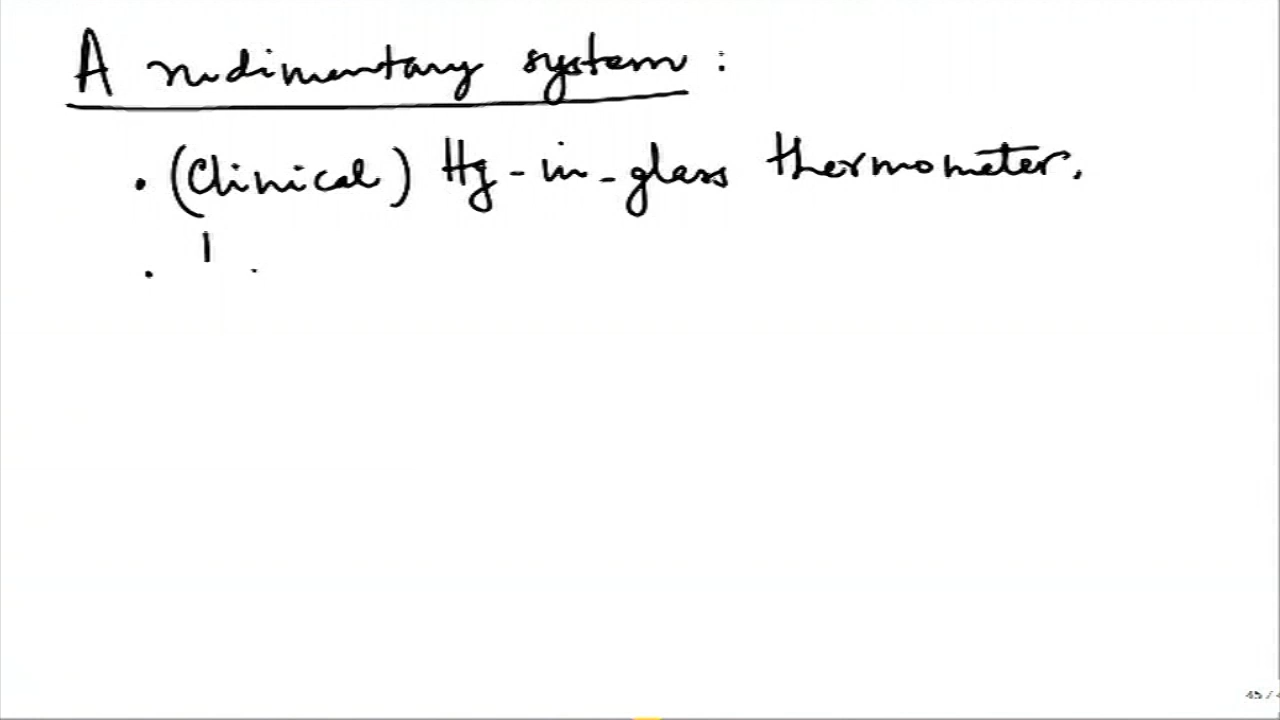 A rudimentary system :
• (Clinical) Hg-in-glass thermometer.
•